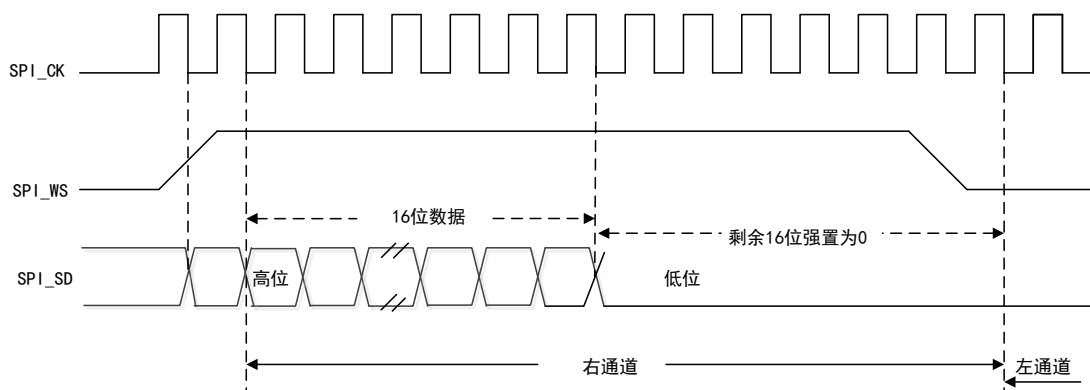 SPI_CK
SPI_WS
16位数据
剩余16位强置为0
SPI_SD
高位
低位
右通道
左通道